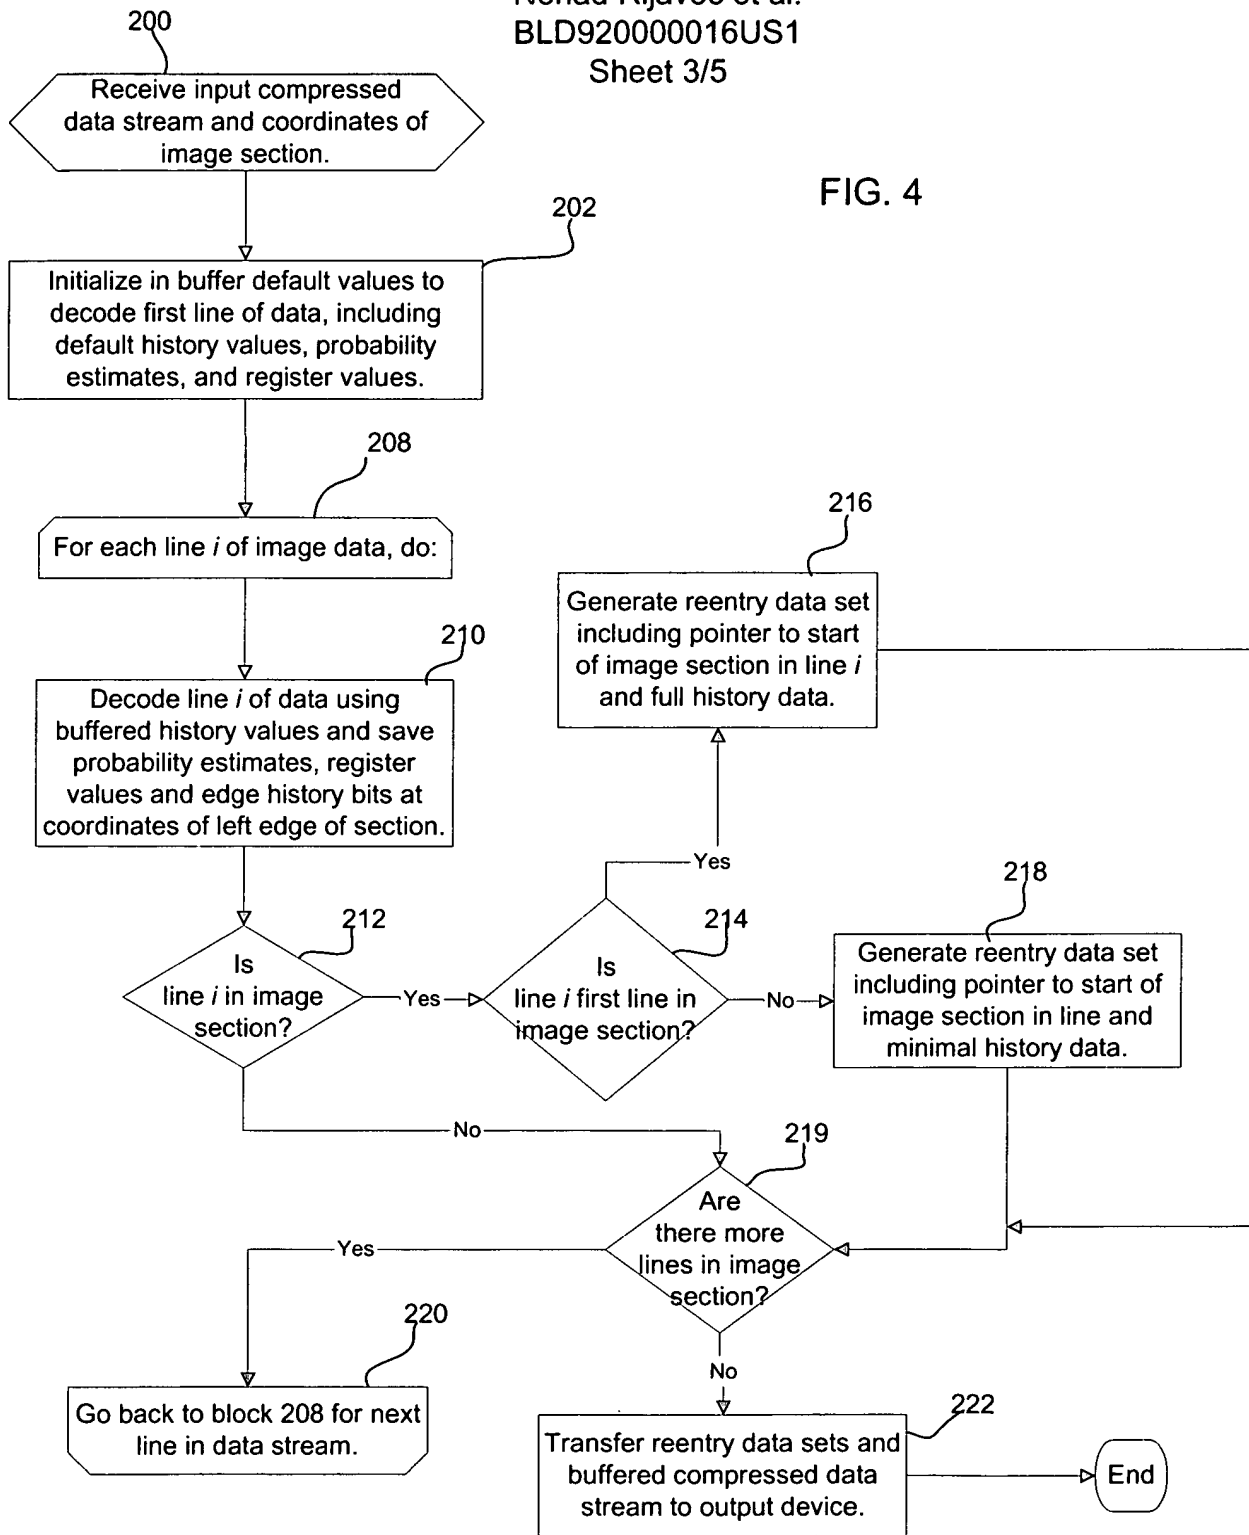 BLD920000016US1
Sheet 3/5
FIG. 4
200
Receive input compressed
data stream and coordinates of
image section.
202
Initialize in buffer default values to
decode first line of data, including
default history values, probability
estimates, and register values.
208
For each line i of image data, do:
210
Decode line i of data using
buffered history values and save
probability estimates, register
values and edge history bits at
coordinates of left edge of section.
212
Is
line i in image
section?
Yes
214
Is
line i first line in
image section?
Yes
216
Generate reentry data set
including pointer to start
of image section in line i
and full history data.
No
218
Generate reentry data set
including pointer to start of
image section in line and
minimal history data.
No
219
Are
there more
lines in image
section?
Yes
220
Go back to block 208 for next
line in data stream.
No
222
Transfer reentry data sets and
buffered compressed data
stream to output device.
End